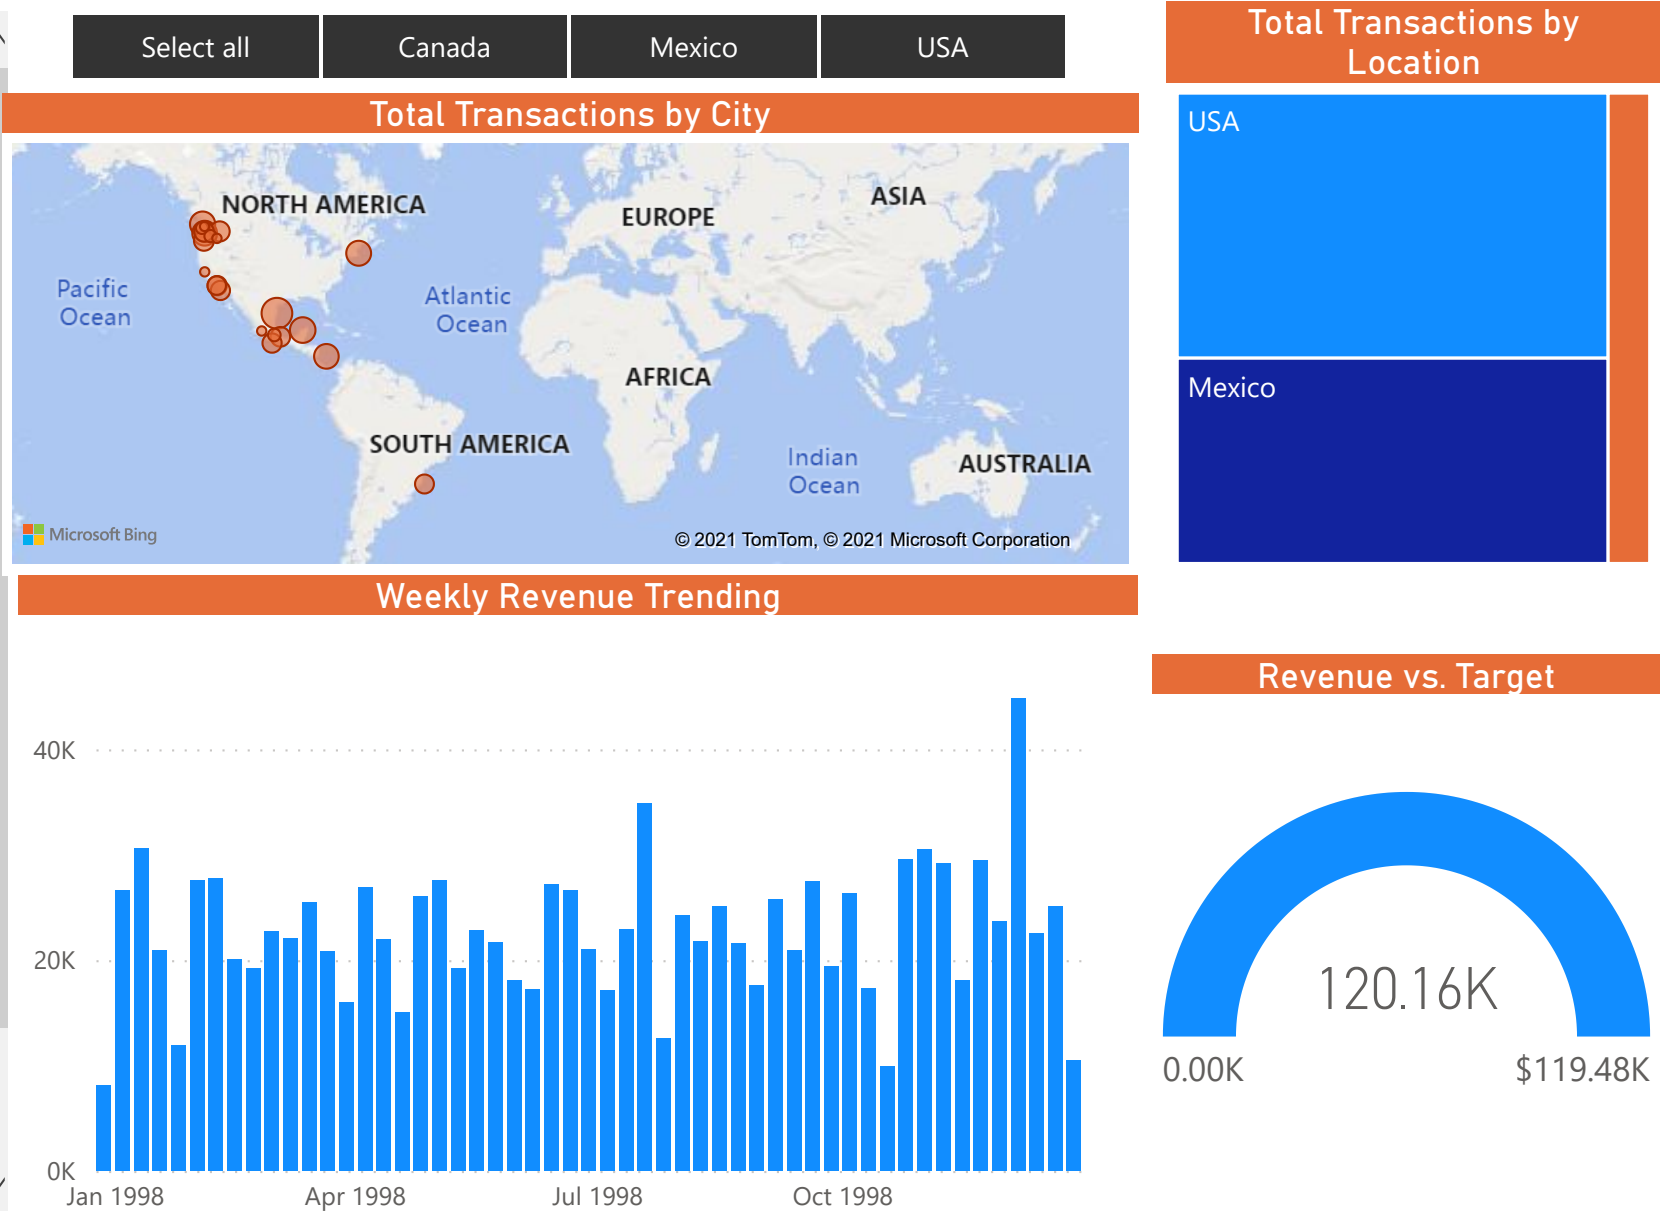 Select all
Canada
Mexico
USA
Total Transactions by
Location
Total Transactions by City
NORTH AMERICA
EUROPE
ASIA
Pacific
Ocean
Atlantic
Ocean
AFRICA
SOUTH AMERICA
Indian
Ocean
AUSTRALIA
Microsoft Bing
© 2021 TomTom, © 2021 Microsoft Corporation
USA
Mexico
Weekly Revenue Trending
40K
20K
0K
Jan 1998
Apr 1998
Jul 1998
Oct 1998
Revenue vs. Target
120.16K
0.00K
$119.48K